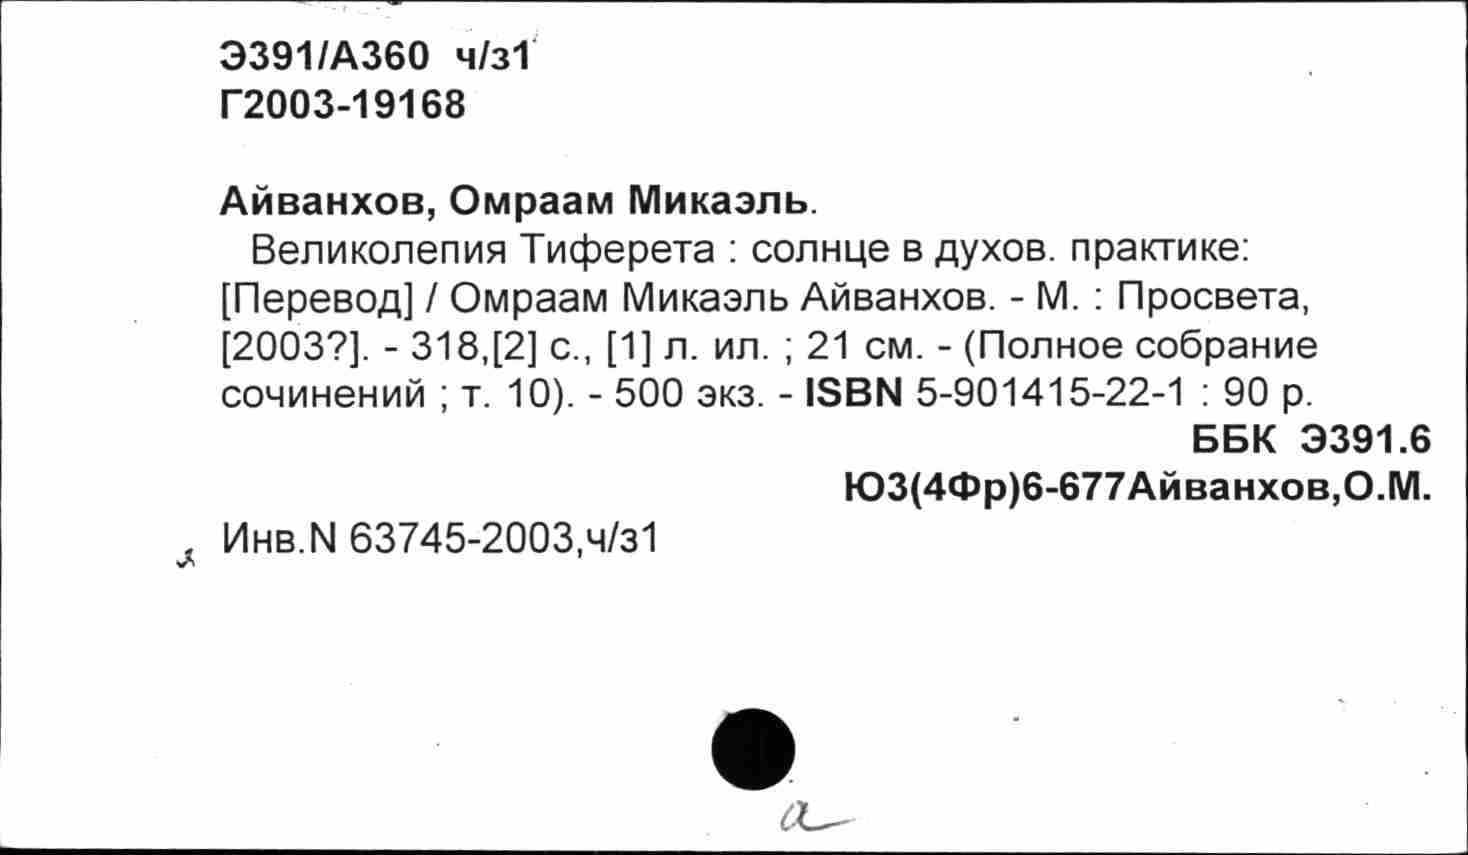 Э391/А360 ч/з1
Г2003-19168
Айванхов, Омраам Микаэль.
Великолепия Тиферета : солнце в духов. практике:
[Перевод] / Омраам Микаэль Айванхов. - М. : Просвета,
[2003?]. - 318,[2] с., [1] л. ил. ; 21 см. - (Полное собрание
сочинений ; т. 10). - 500 экз. - ISBN 5-901415-22-1 : 90 р.
ББК Э391.6
Ю3(4Фр)6-677Айванхов,О.М.
Инв.N 63745-2003,ч/з1
а